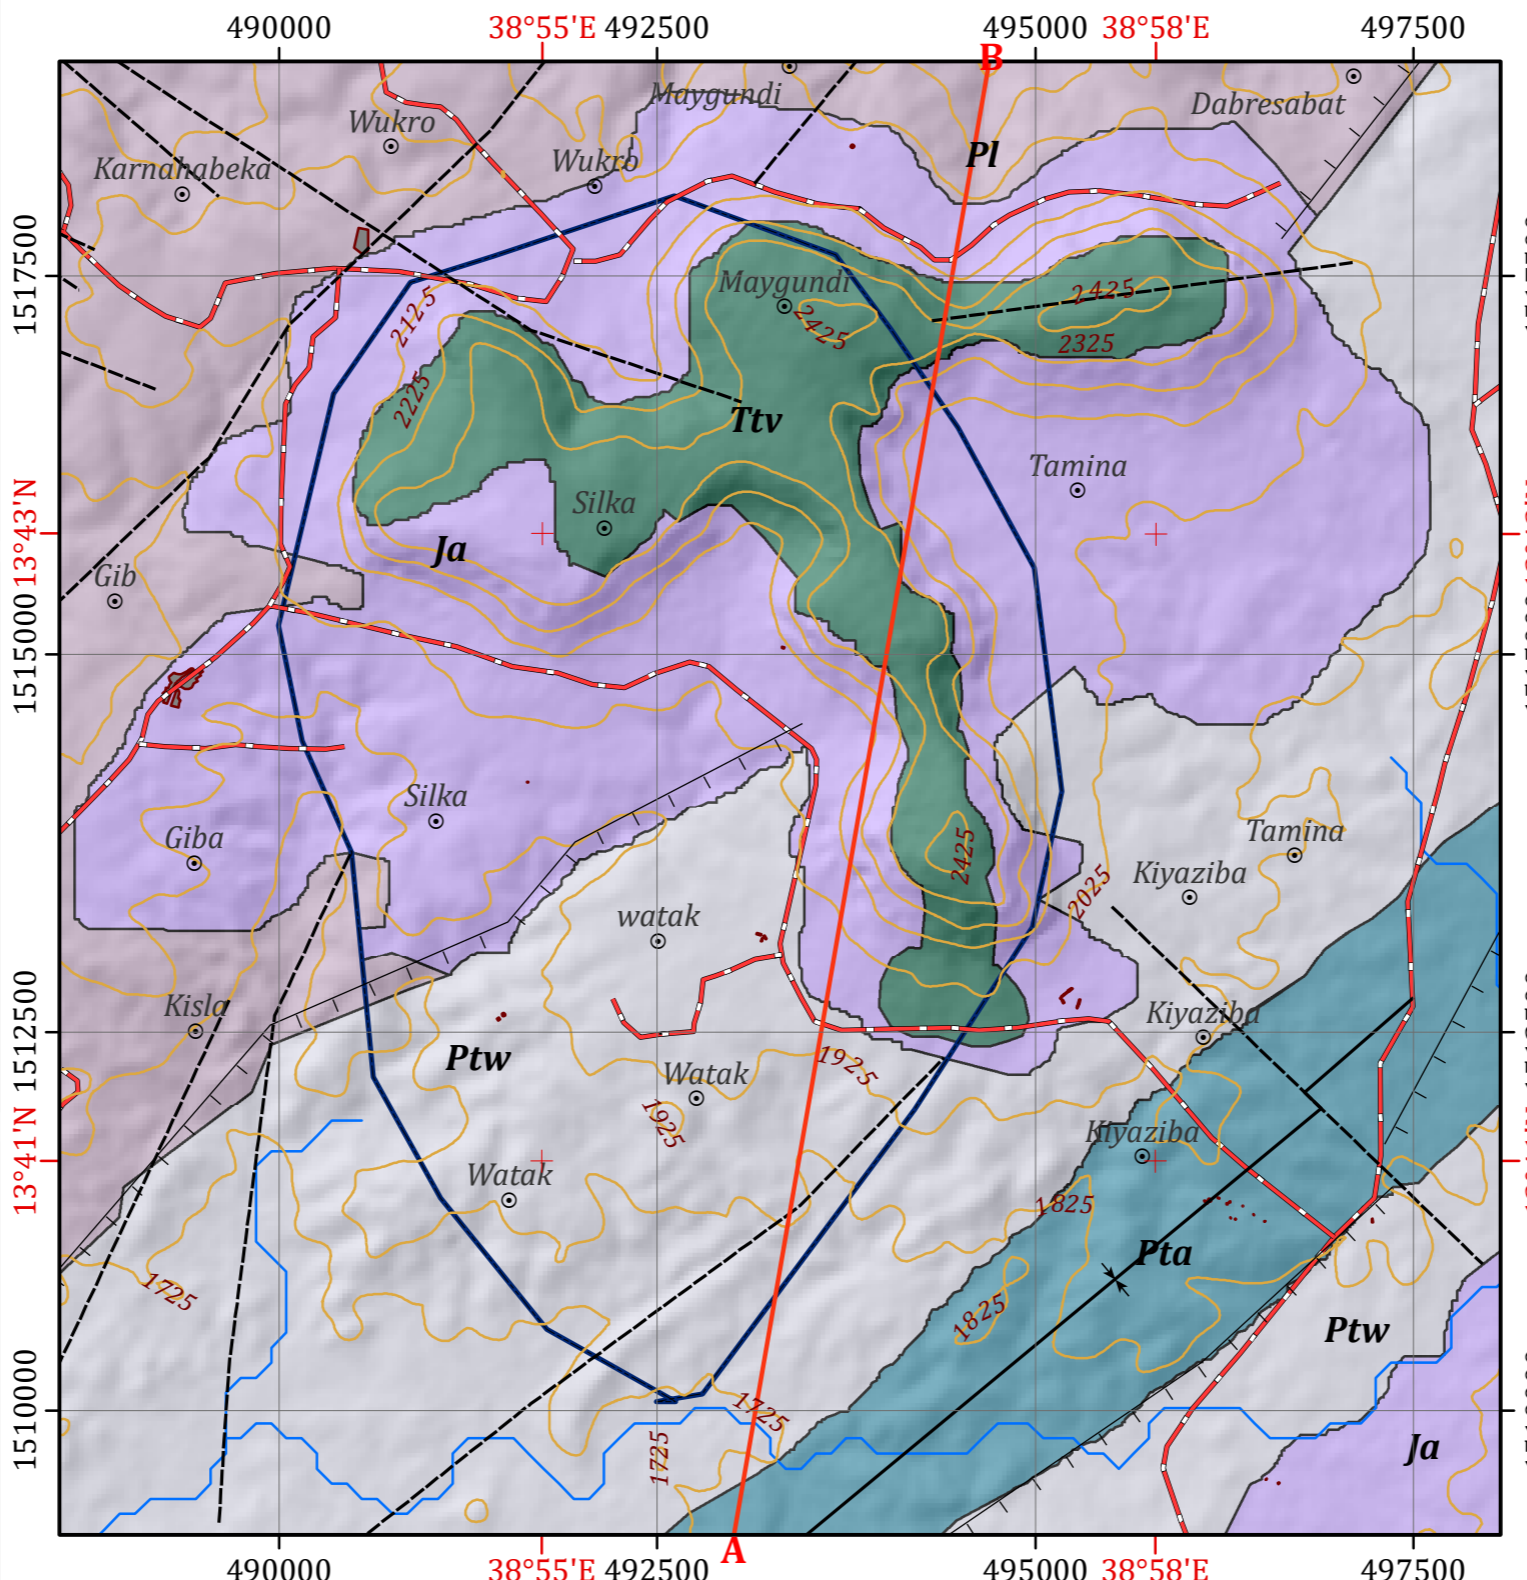 490000 38°55'E 492500 495000 38°58'E 497500
B
Maygundi
Dabresabat
Wukro
Pl
Karnahabeka
Wukro
1517500
Maygundi
2425
2125
2425
2325
2225
Ttv
Tamina
Silka
13°43'N
Ja
Gib
1515000
Silka
Giba
Tamina
2425
Kiyaziba
2025
watak
Kisla
Kiyaziba
1512500
Ptw
1925
Watak
1925
Kiyaziba
13°41'N
Watak
1825
Pta
1725
1825
Ptw
1510000
1725
1725
Ja
A
490000 38°55'E 492500 495000 38°58'E 497500